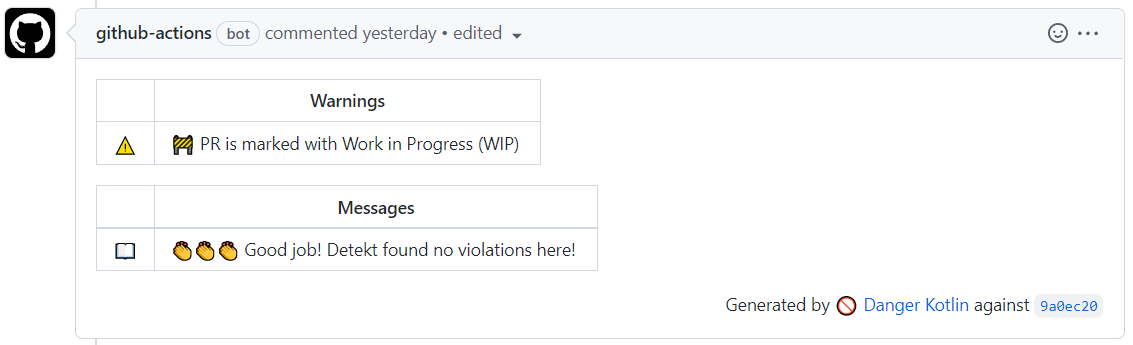 github-actions bot commented yesterday • edited
Warnings
⚠️ 🚧 PR is marked with Work in Progress (WIP)
Messages
📖 👏👏👏 Good job! Detekt found no violations here!
Generated by 🚫 Danger Kotlin against 9a0ec20